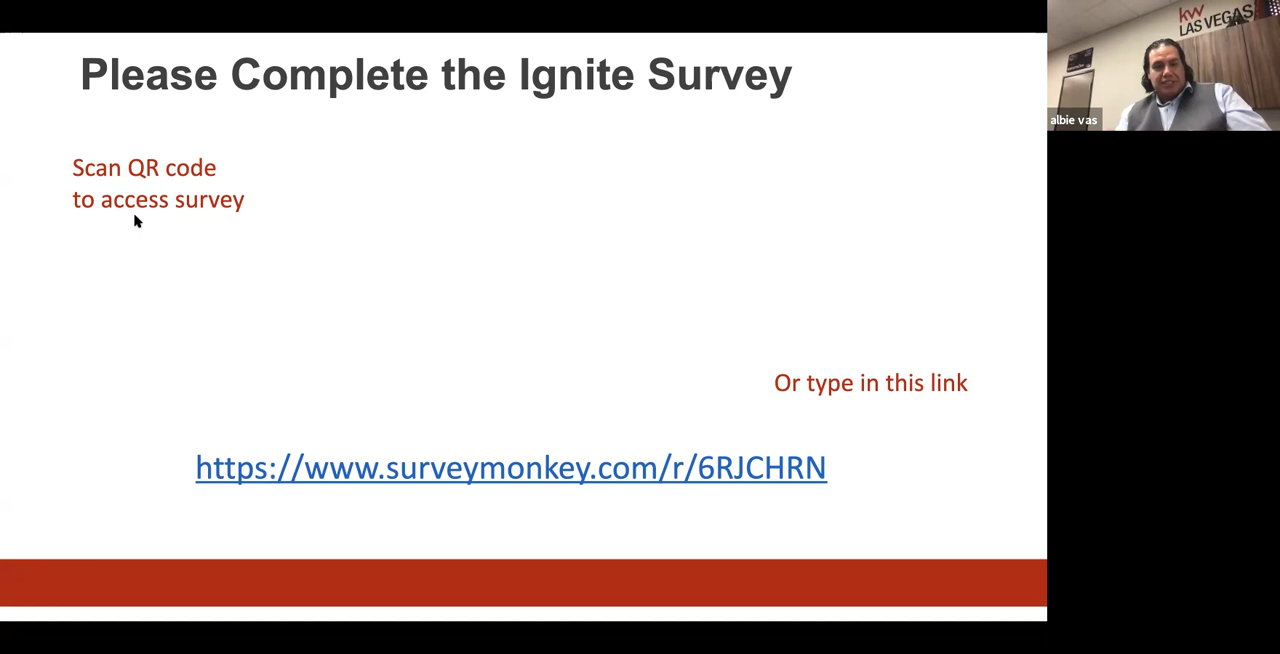 Please Complete the Ignite Survey
Scan QR code
to access survey
Or type in this link
https://www.surveymonkey.com/r/6RJCHRN
kw
LAS VEGAS
albie vas